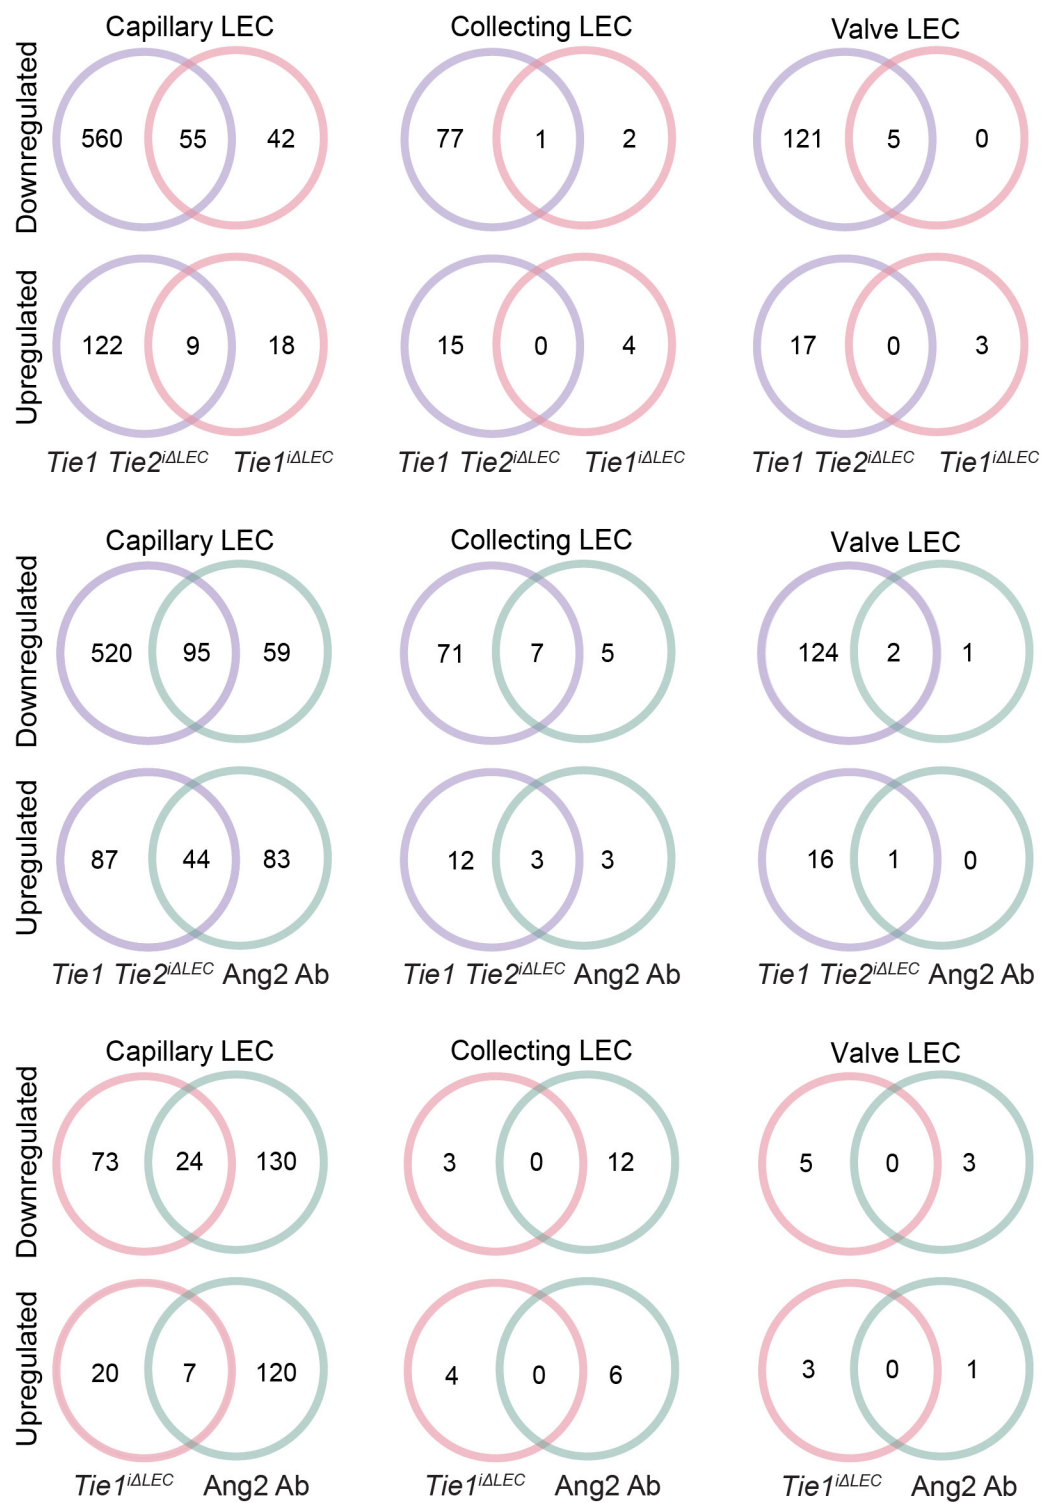 Capillary LEC Collecting LEC Valve LEC
Downregulated
560 55 42 77 1 2 121 5 0
Upregulated
122 9 18 15 0 4 17 0 3
Tie1 Tie2iΔLEC Tie1iΔLEC Tie1 Tie2iΔLEC Tie1iΔLEC Tie1 Tie2iΔLEC Tie1iΔLEC
Capillary LEC Collecting LEC Valve LEC
Downregulated
520 95 59 71 7 5 124 2 1
Upregulated
87 44 83 12 3 3 16 1 0
Tie1 Tie2iΔLEC Ang2 Ab Tie1 Tie2iΔLEC Ang2 Ab Tie1 Tie2iΔLEC Ang2 Ab
Capillary LEC Collecting LEC Valve LEC
Downregulated
73 24 130 3 0 12 5 0 3
Upregulated
20 7 120 4 0 6 3 0 1
Tie1iΔLEC Ang2 Ab Tie1iΔLEC Ang2 Ab Tie1iΔLEC Ang2 Ab